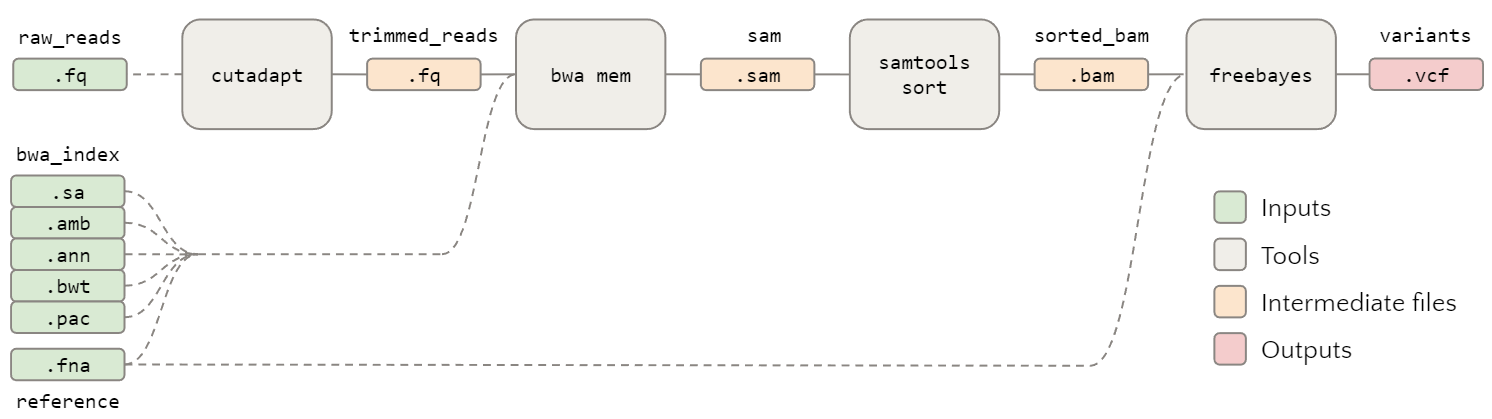 raw_reads
.fq
cutadapt
trimmed_reads
.fq
bwa mem
sam
.sam
samtools
sort
sorted_bam
.bam
freebayes
variants
.vcf
bwa_index
.sa
.amb
.ann
.bwt
.pac
.fna
reference
Inputs
Tools
Intermediate files
Outputs